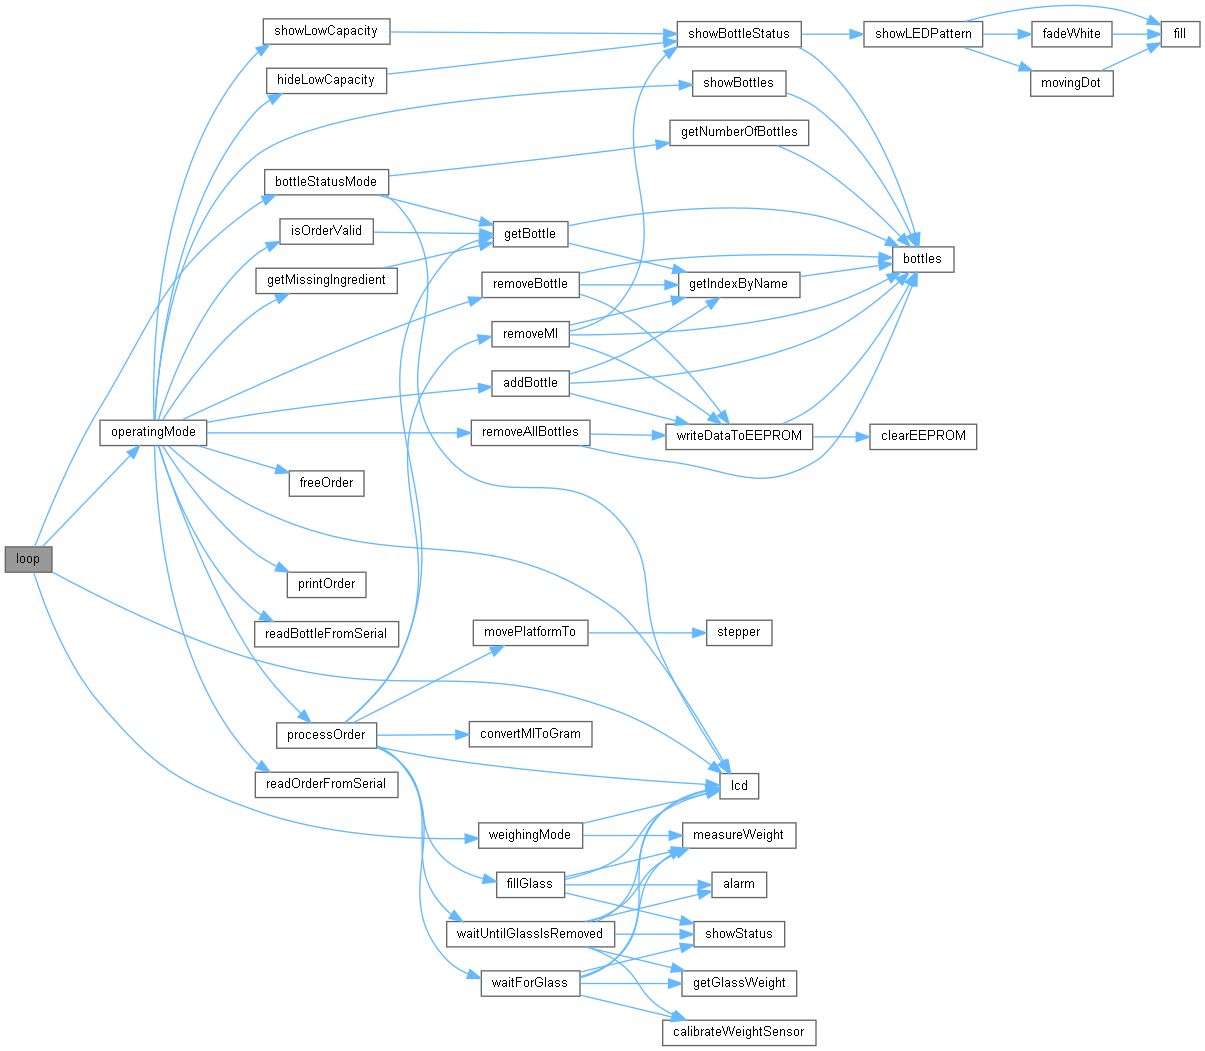 showLowCapacity
showBottleStatus
showLEDPattern
fadeWhite
fill
hideLowCapacity
showBottles
movingDot
getNumberOfBottles
bottleStatusMode
isOrderValid
getBottle
bottles
getMissingIngredient
removeBottle
getIndexByName
removeMl
addBottle
operatingMode
removeAllBottles
writeDataToEEPROM
clearEEPROM
freeOrder
loop
printOrder
readBottleFromSerial
movePlatformTo
stepper
processOrder
convertMlToGram
readOrderFromSerial
lcd
weighingMode
measureWeight
fillGlass
alarm
waitUntilGlassIsRemoved
showStatus
waitForGlass
getGlassWeight
calibrateWeightSensor